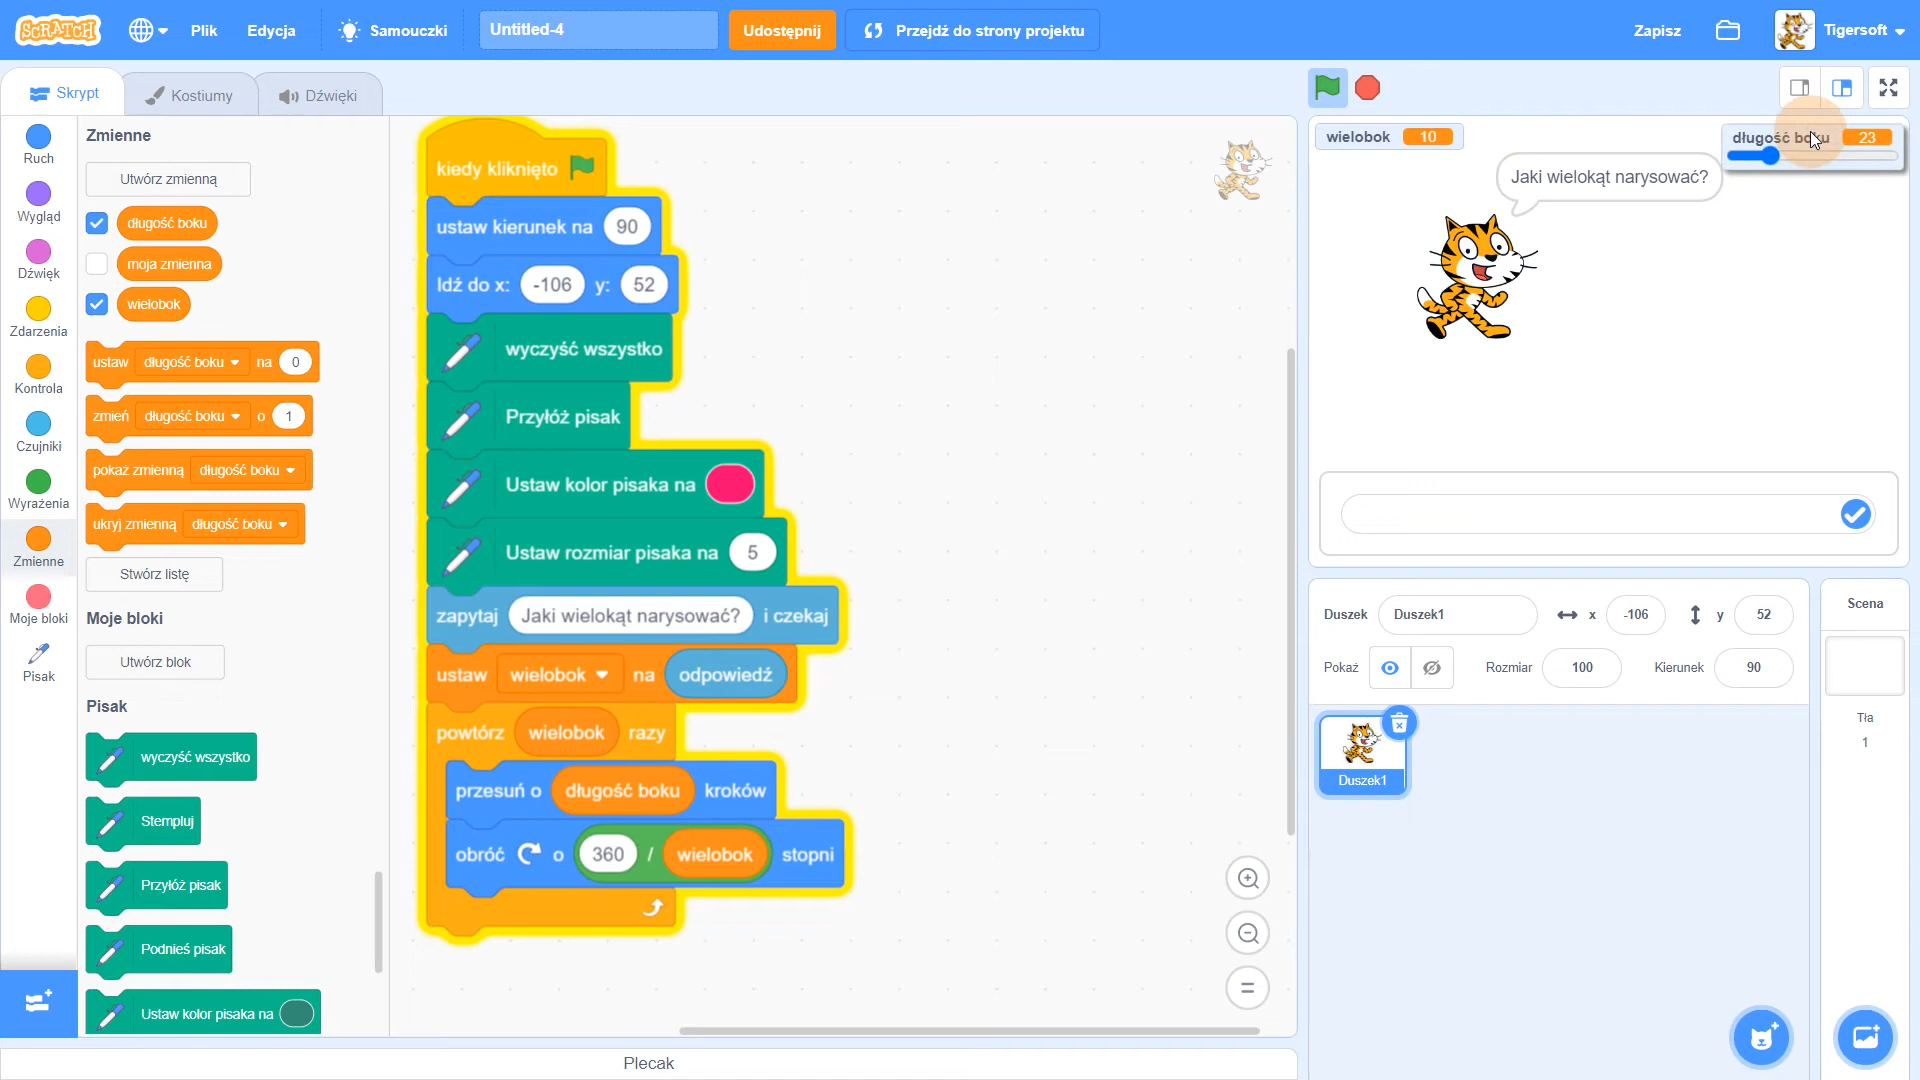 SCRATCH
Plik
Edycja
Samouczki
Untitled-4
Udostępnij
Przejdź do strony projektu
Zapisz
Tigersoft
Skrypt
Kostiumy
Dźwięki
Ruch
Wygląd
Dźwięk
Zdarzenia
Kontrola
Czujniki
Wyrażenia
Zmienne
Moje bloki
Pisak
Zmienne
Utwórz zmienną
długość boku
moja zmienna
wielobok
ustaw długość boku na 0
zmień długość boku o 1
pokaż zmienną długość boku
ukryj zmienną długość boku
Stwórz listę
Moje bloki
Utwórz blok
Pisak
wyczyść wszystko
Stempluj
Przyłóż pisak
Podnieś pisak
Ustaw kolor pisaka na
kiedy kliknięto
ustaw kierunek na 90
Idź do x: -106 y: 52
wyczyść wszystko
Przyłóż pisak
Ustaw kolor pisaka na
Ustaw rozmiar pisaka na 5
zapytaj Jaki wielokąt narysować? i czekaj
ustaw wielobok na odpowiedź
powtórz wielobok razy
przesuń o długość boku kroków
obróć o 360 / wielobok stopni
Plecak
wielobok 10
długość boku 23
Jaki wielokąt narysować?
Duszek Duszek1 x -106 y 52
Pokaż Rozmiar 100 Kierunek 90
Duszek1
Scena
Tła
1